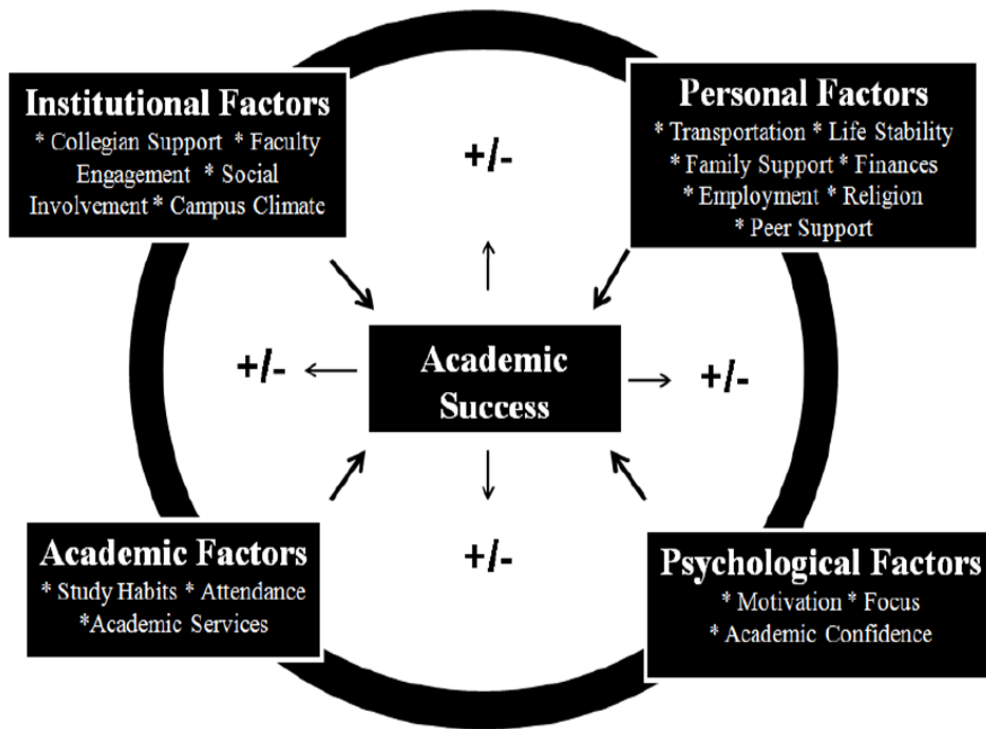 Institutional Factors
* Collegian Support * Faculty
Engagement * Social
Involvement * Campus Climate
Personal Factors
* Transportation * Life Stability
* Family Support * Finances
* Employment * Religion
* Peer Support
+/-
+/-
Academic
Success
+/-
+/-
Academic Factors
* Study Habits * Attendance
*Academic Services
Psychological Factors
* Motivation * Focus
* Academic Confidence